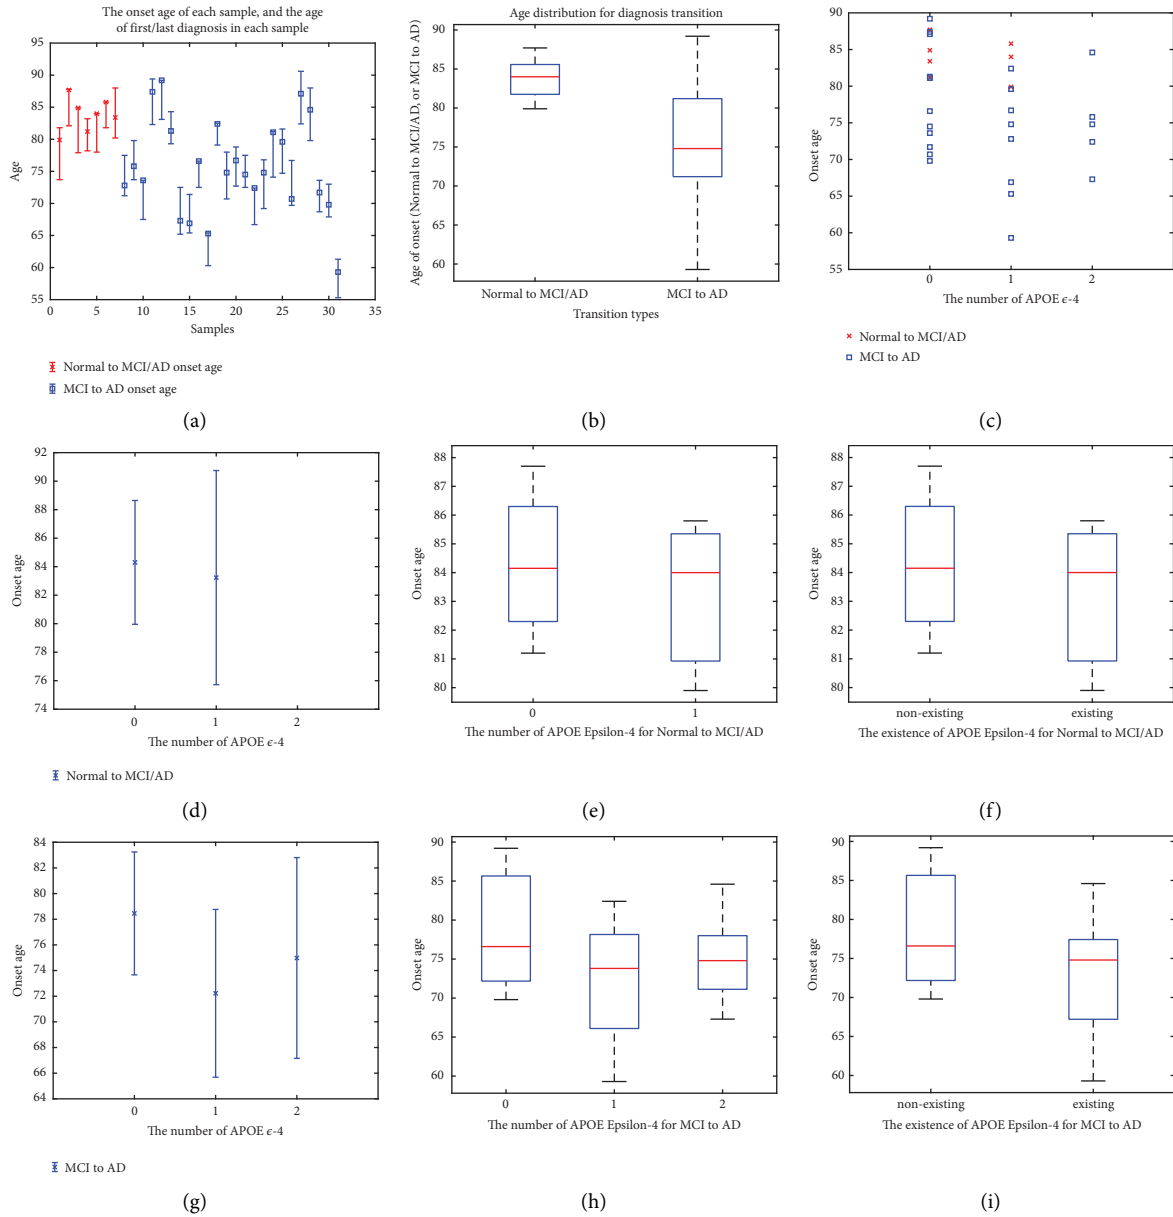 The onset age of each sample, and the age
of first/last diagnosis in each sample
95
90
85
80
75
70
65
60
55
Age
0
5
10
15
20
25
30
35
Samples
Normal to MCI/AD onset age
MCI to AD onset age
(a)
Age distribution for diagnosis transition
90
85
80
75
70
65
60
Age of onset (Normal to MCI/AD, or MCI to AD)
Normal to MCI/AD
MCI to AD
Transition types
(b)
90
85
80
75
70
65
60
55
Onset age
0
1
2
The number of APOE ϵ-4
Normal to MCI/AD
MCI to AD
(c)
92
90
88
86
84
82
80
76
74
Onset age
0
1
2
The number of APOE ϵ-4
Normal to MCI/AD
(d)
88
87
86
85
84
83
82
81
80
Onset age
0
1
The number of APOE Epsilon-4 for Normal to MCI/AD
(e)
88
87
86
85
84
83
82
81
80
Onset age
non-existing
existing
The existence of APOE Epsilon-4 for Normal to MCI/AD
(f)
84
82
80
78
76
74
72
71
68
66
64
Onset age
0
1
2
The number of APOE ϵ-4
MCI to AD
(g)
90
85
80
75
70
65
60
Onset age
0
1
2
The number of APOE Epsilon-4 for MCI to AD
(h)
90
85
80
75
70
65
60
Onset age
non-existing
existing
The existence of APOE Epsilon-4 for MCI to AD
(i)